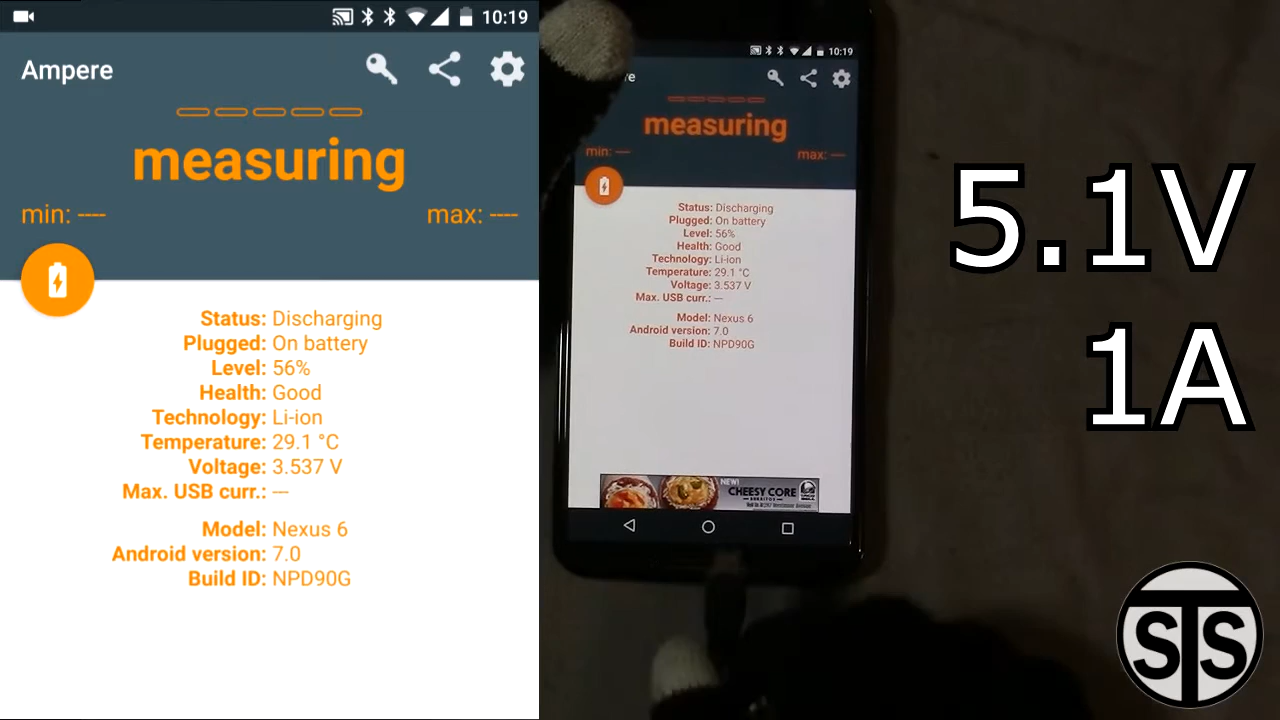 10:19
Ampere
measuring
min: ----
max: ----
Status: Discharging
Plugged: On battery
Level: 56%
Health: Good
Technology: Li-ion
Temperature: 29.1 °C
Voltage: 3.537 V
Max. USB curr.: ---
Model: Nexus 6
Android version: 7.0
Build ID: NPD90G
10:19
re
measuring
min: ----
max: ----
Status: Discharging
Plugged: On battery
Level: 56%
Health: Good
Technology: Li-ion
Temperature: 29.1 °C
Voltage: 3.537 V
Max. USB curr.: ---
Model: Nexus 6
Android version: 7.0
Build ID: NPD90G
NEW!
CHEESY CORE
BURRITOS
5.1V
1A
STS